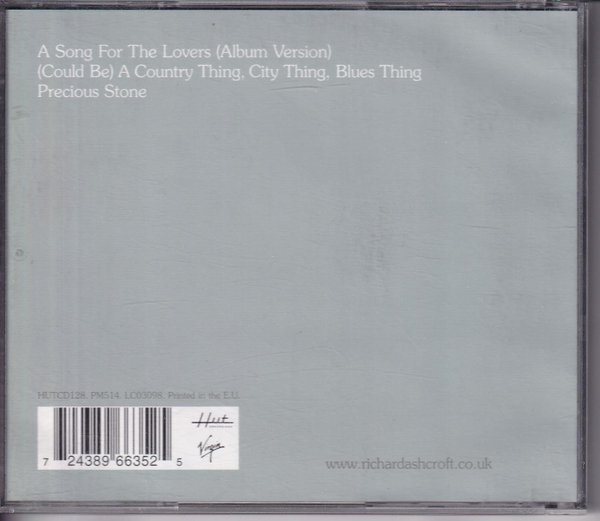 A Song For The Lovers (Album Version)
(Could Be) A Country Thing, City Thing, Blues Thing
Precious Stone
HUTCD128. PM514. LC03098. Printed in the E.U.
Hut
Virgin
7 24389 66352 5
www.richardashcroft.co.uk